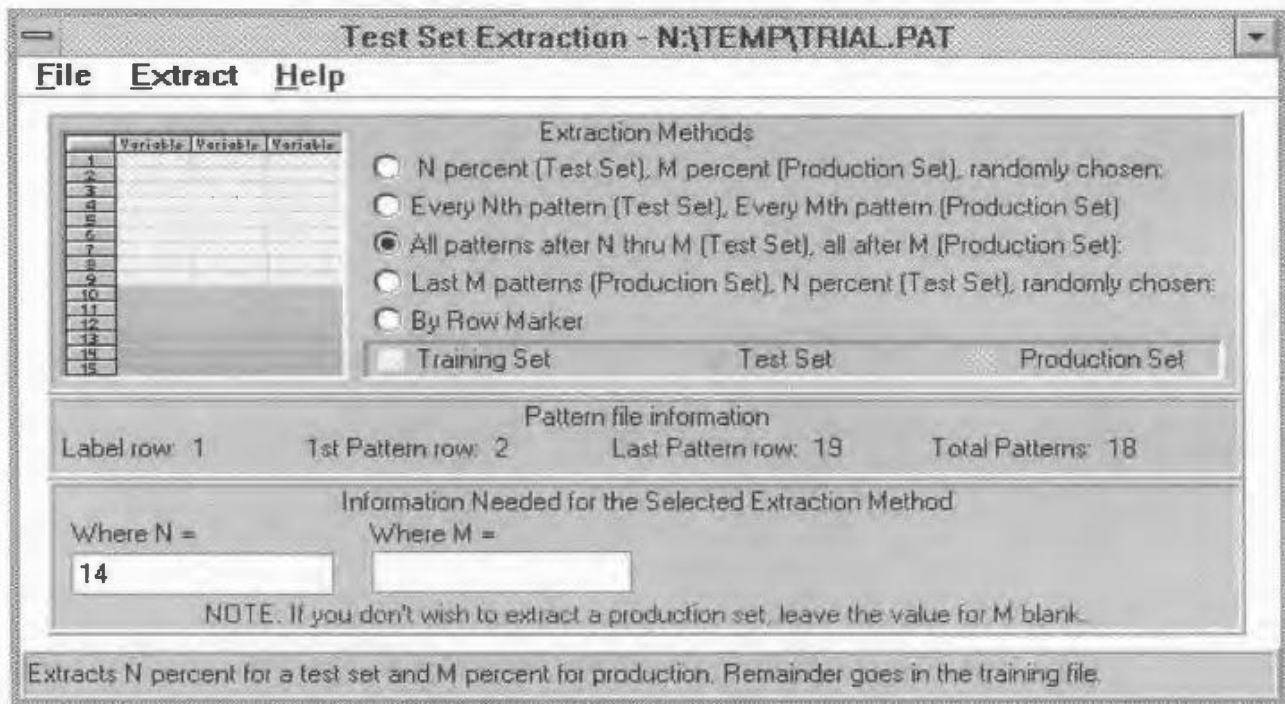 Test Set Extraction - N:\TEMP\TRIAL.PAT
File Extract Help
Extraction Methods
Variable Variable Variable
1
2
3
4
5
6
7
8
9
10
11
12
13
14
15
N percent (Test Set), M percent (Production Set), randomly chosen:
Every Nth pattern (Test Set), Every Mth pattern (Production Set)
All patterns after N thru M (Test Set), all after M (Production Set):
Last M patterns (Production Set), N percent (Test Set), randomly chosen:
By Row Marker
Training Set Test Set Production Set
Pattern file information
Label row: 1 1st Pattern row: 2 Last Pattern row: 19 Total Patterns: 18
Information Needed for the Selected Extraction Method
Where N = Where M =
14
NOTE: If you don't wish to extract a production set, leave the value for M blank.
Extracts N percent for a test set and M percent for production. Remainder goes in the training file.